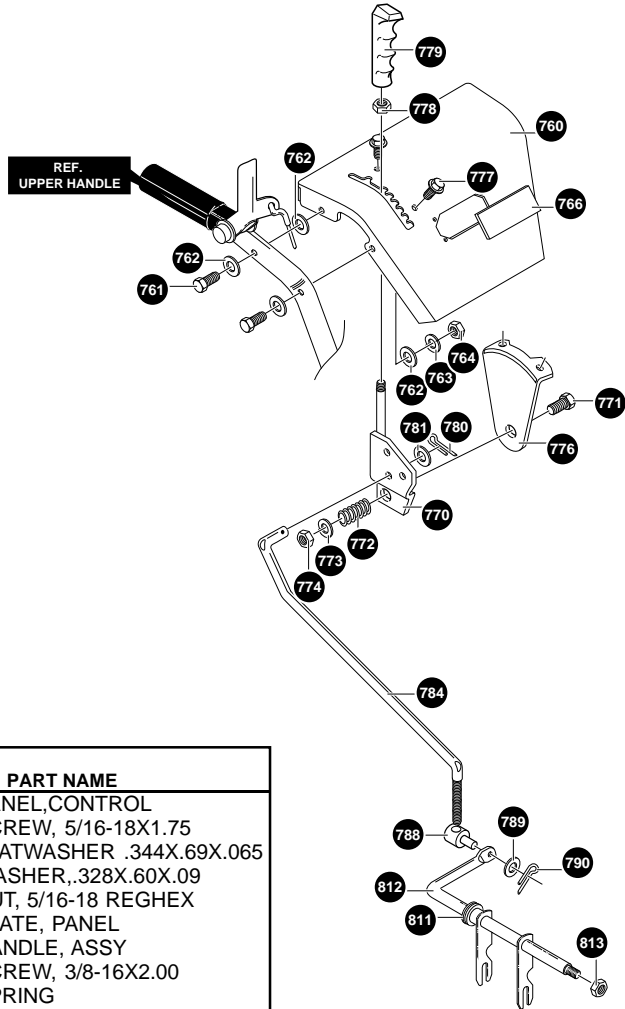 779
778
760
REF.
UPPER HANDLE
762
777
766
762
761
764
763
762
771
781
780
776
770
772
773
774
784
788
789
790
812
811
813
PART NAME
ANEL,CONTROL
CREW, 5/16-18X1.75
ATWASHER .344X.69X.065
ASHER,.328X.60X.09
UT, 5/16-18 REGHEX
ATE, PANEL
ANDLE, ASSY
CREW, 3/8-16X2.00
PRING